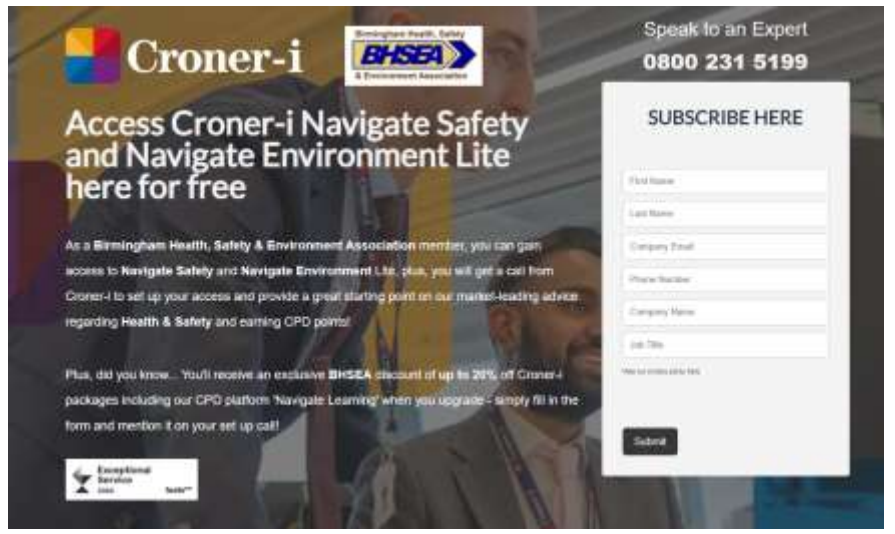 Croner-i
Birmingham Health, Safety
BHSEA
& Environment Association
Speak to an Expert
0800 231 5199
Access Croner-i Navigate Safety
and Navigate Environment Lite
here for free
As a Birmingham Health, Safety & Environment Association member, you can gain
access to Navigate Safety and Navigate Environment Lite, plus, you will get a call from
Croner-i to set up your access and provide a great starting point on our market-leading advice
regarding Health & Safety and earning CPD points!
Plus, did you know... You'll receive an exclusive BHSEA discount of up to 20% off Croner-i
packages including our CPD platform 'Navigate Learning' when you upgrade - simply fill in the
form and mention it on your set up call!
Exceptional
Service
SUBSCRIBE HERE
First Name
Last Name
Company Email
Phone Number
Company Name
Job Title
Submit